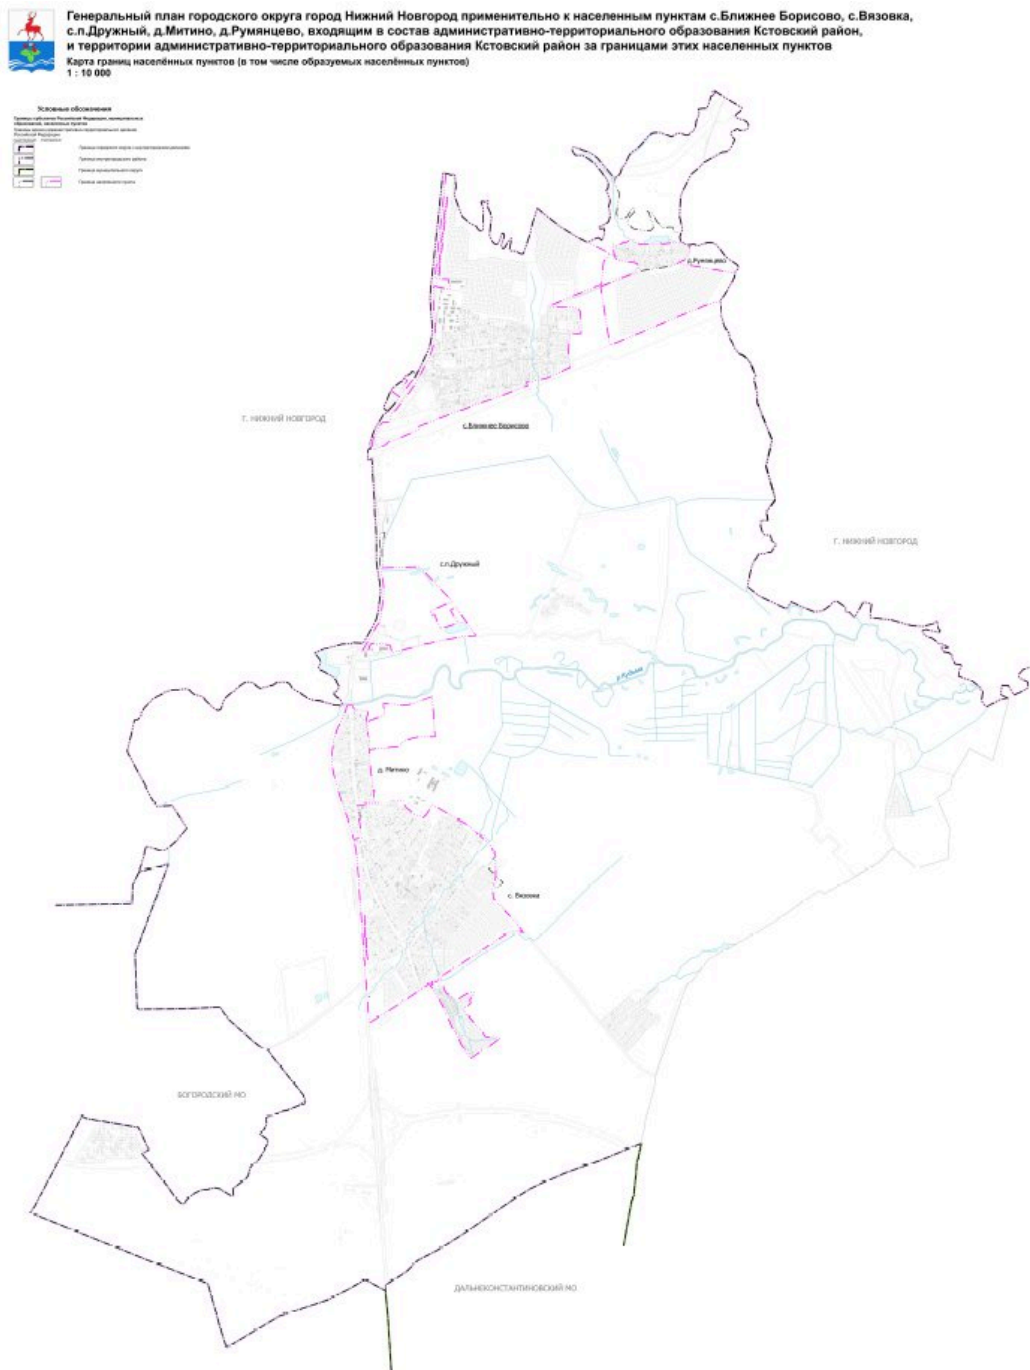 Генеральный план городского округа город Нижний Новгород применительно к населенным пунктам с.Ближнее Борисово, с.Вязовка,
с.п.Дружный, д.Митино, д.Румянцево, входящим в состав административно-территориального образования Кстовский район,
и территории административно-территориального образования Кстовский район за границами этих населенных пунктов
Карта границ населённых пунктов (в том числе образуемых населённых пунктов)
1 : 10 000
Условные обозначения
Границы населенного пункта
д.Румянцево
Г. НИЖНИЙ НОВГОРОД
с.Ближнее Борисово
Г. НИЖНИЙ НОВГОРОД
с.п.Дружный
р.Кудьма
д. Митино
с. Вязовка
БОГОРОДСКИЙ МО
ДАЛЬНЕКОНСТАНТИНОВСКИЙ МО